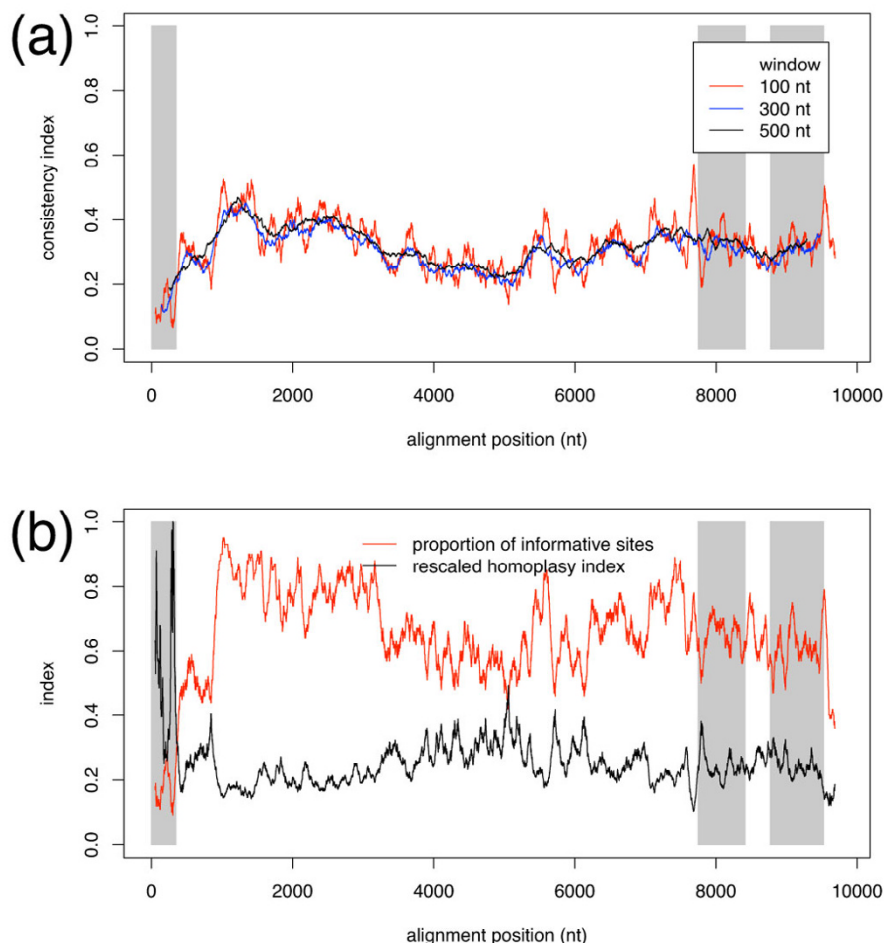 (a)
consistency index
1.0
0.8
0.6
0.4
0.2
0.0
window
100 nt
300 nt
500 nt
0 2000 4000 6000 8000 10000
alignment position (nt)
(b)
index
1.0
0.8
0.6
0.4
0.2
0.0
proportion of informative sites
rescaled homoplasy index
0 2000 4000 6000 8000 10000
alignment position (nt)